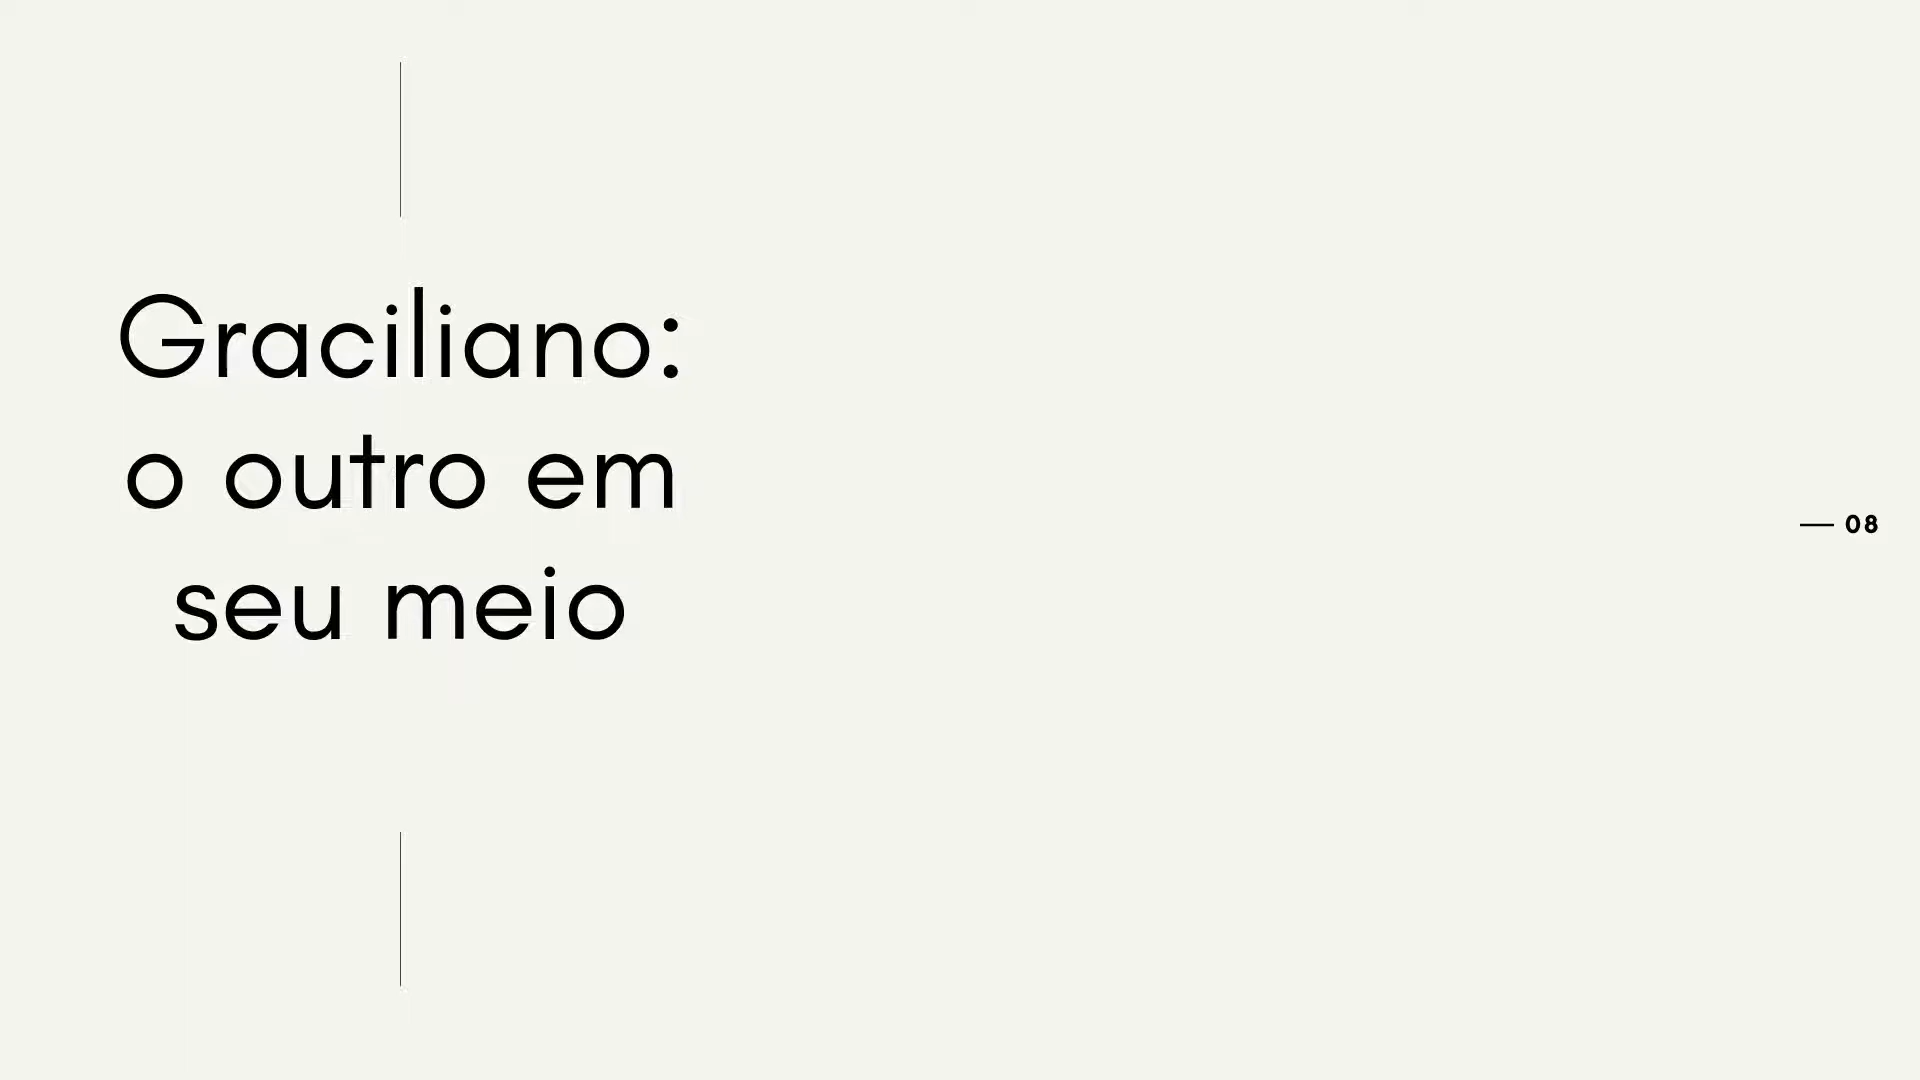 Graciliano:
o outro em
seu meio
— 08